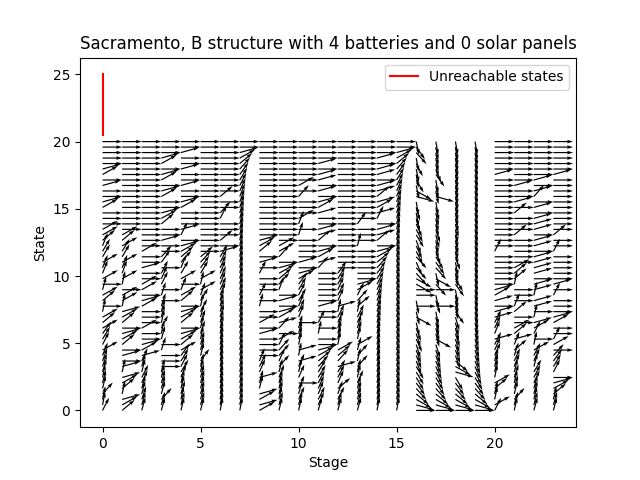 Sacramento, B structure with 4 batteries and 0 solar panels
Unreachable states
25
20
15
10
5
0
State
0 5 10 15 20
Stage